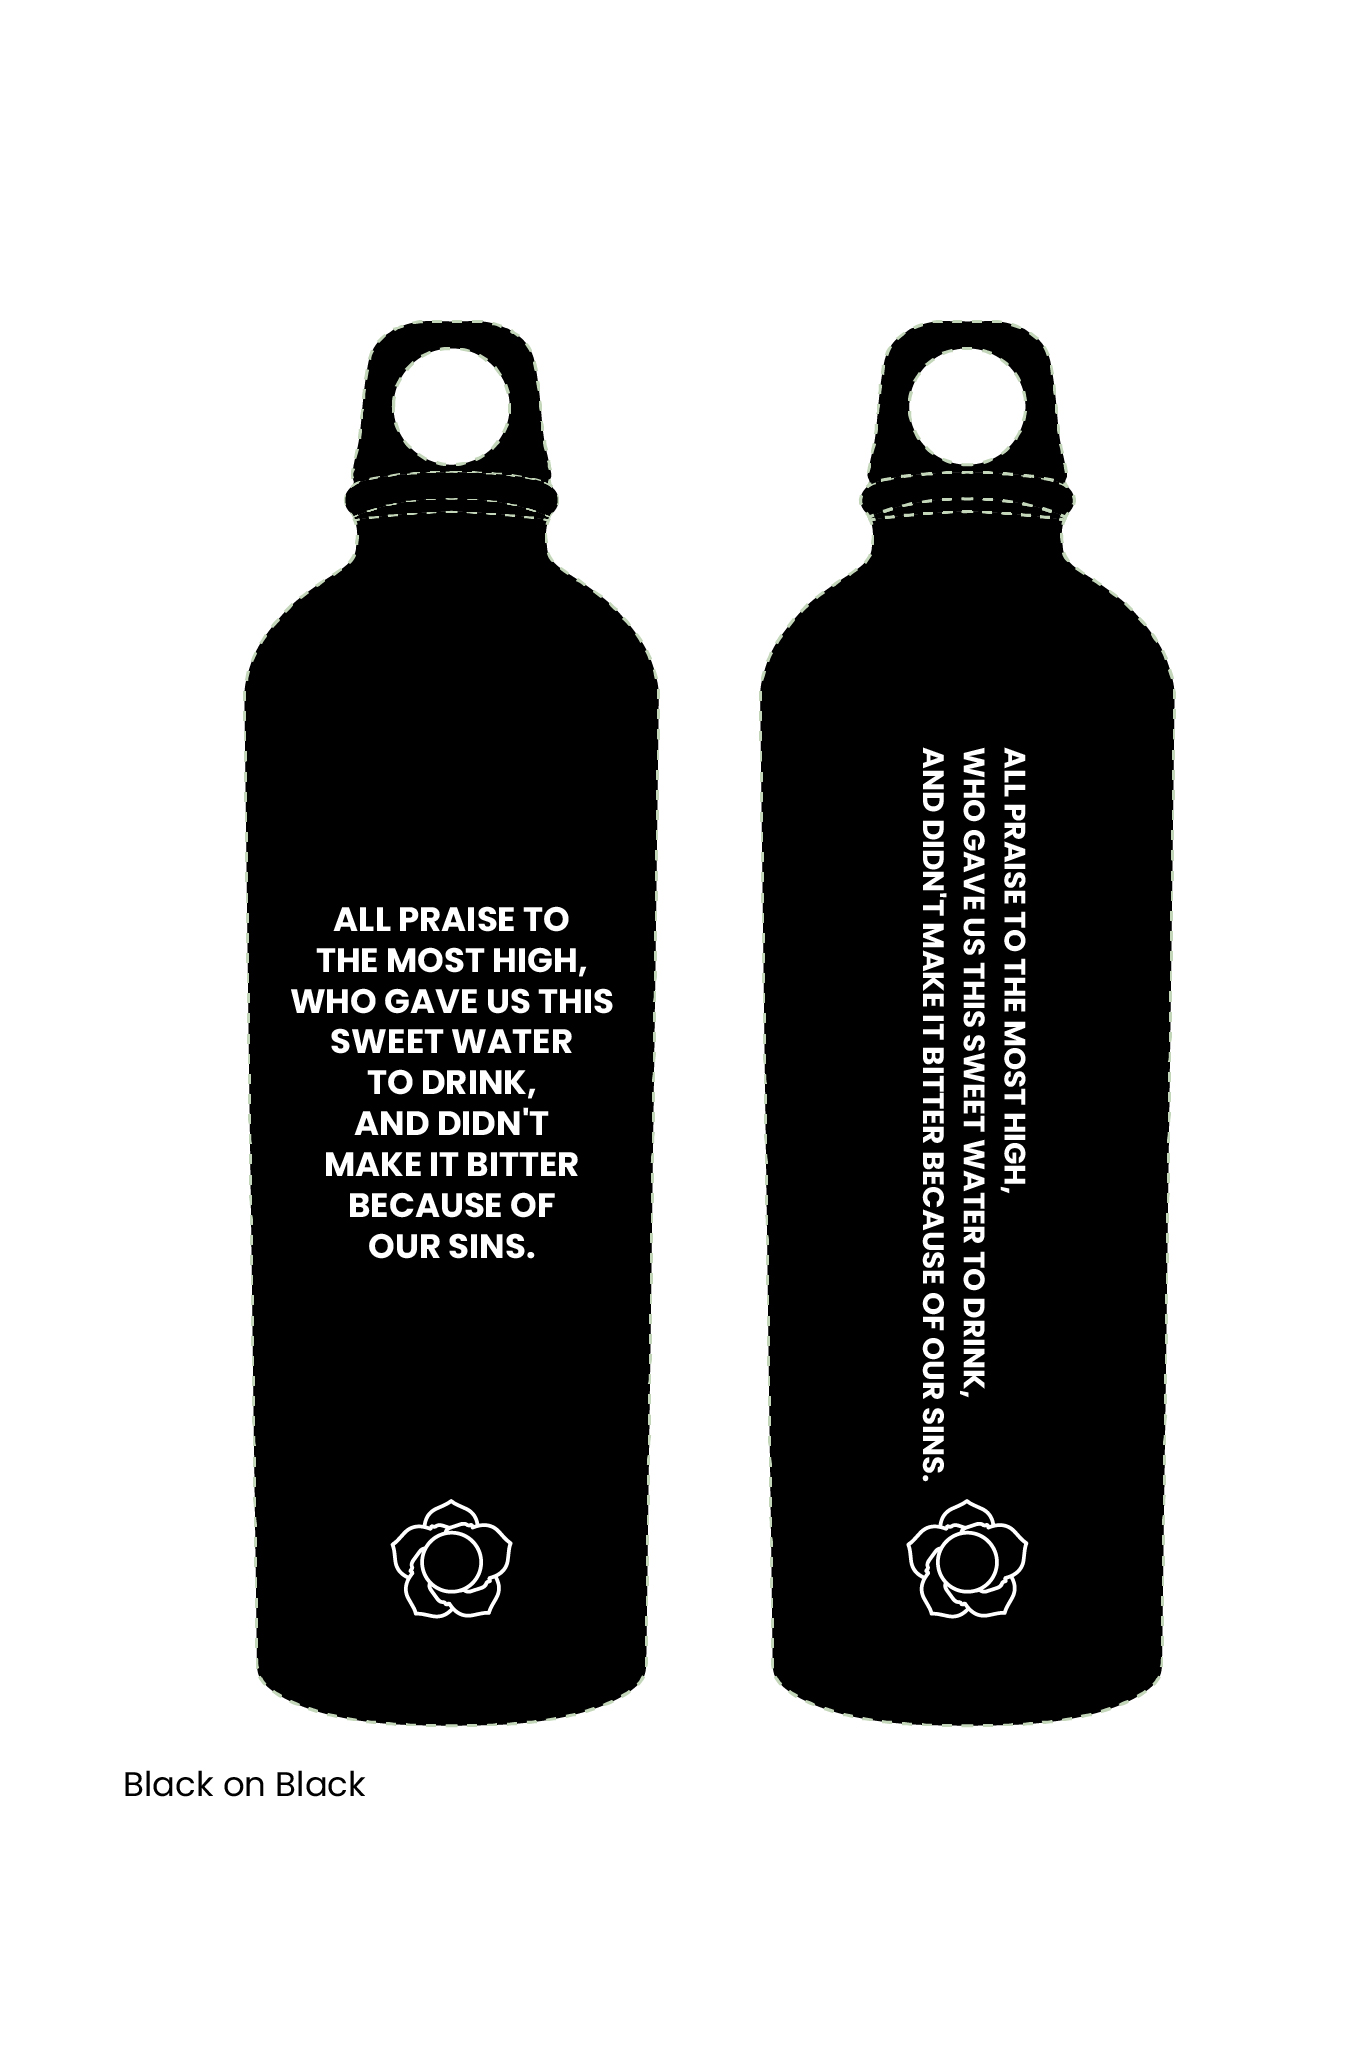 ALL PRAISE TO
THE MOST HIGH,
WHO GAVE US THIS
SWEET WATER
TO DRINK,
AND DIDN'T
MAKE IT BITTER
BECAUSE OF
OUR SINS.
ALL PRAISE TO THE MOST HIGH,
WHO GAVE US THIS SWEET WATER TO DRINK,
AND DIDN'T MAKE IT BITTER BECAUSE OF OUR SINS.
Black on Black